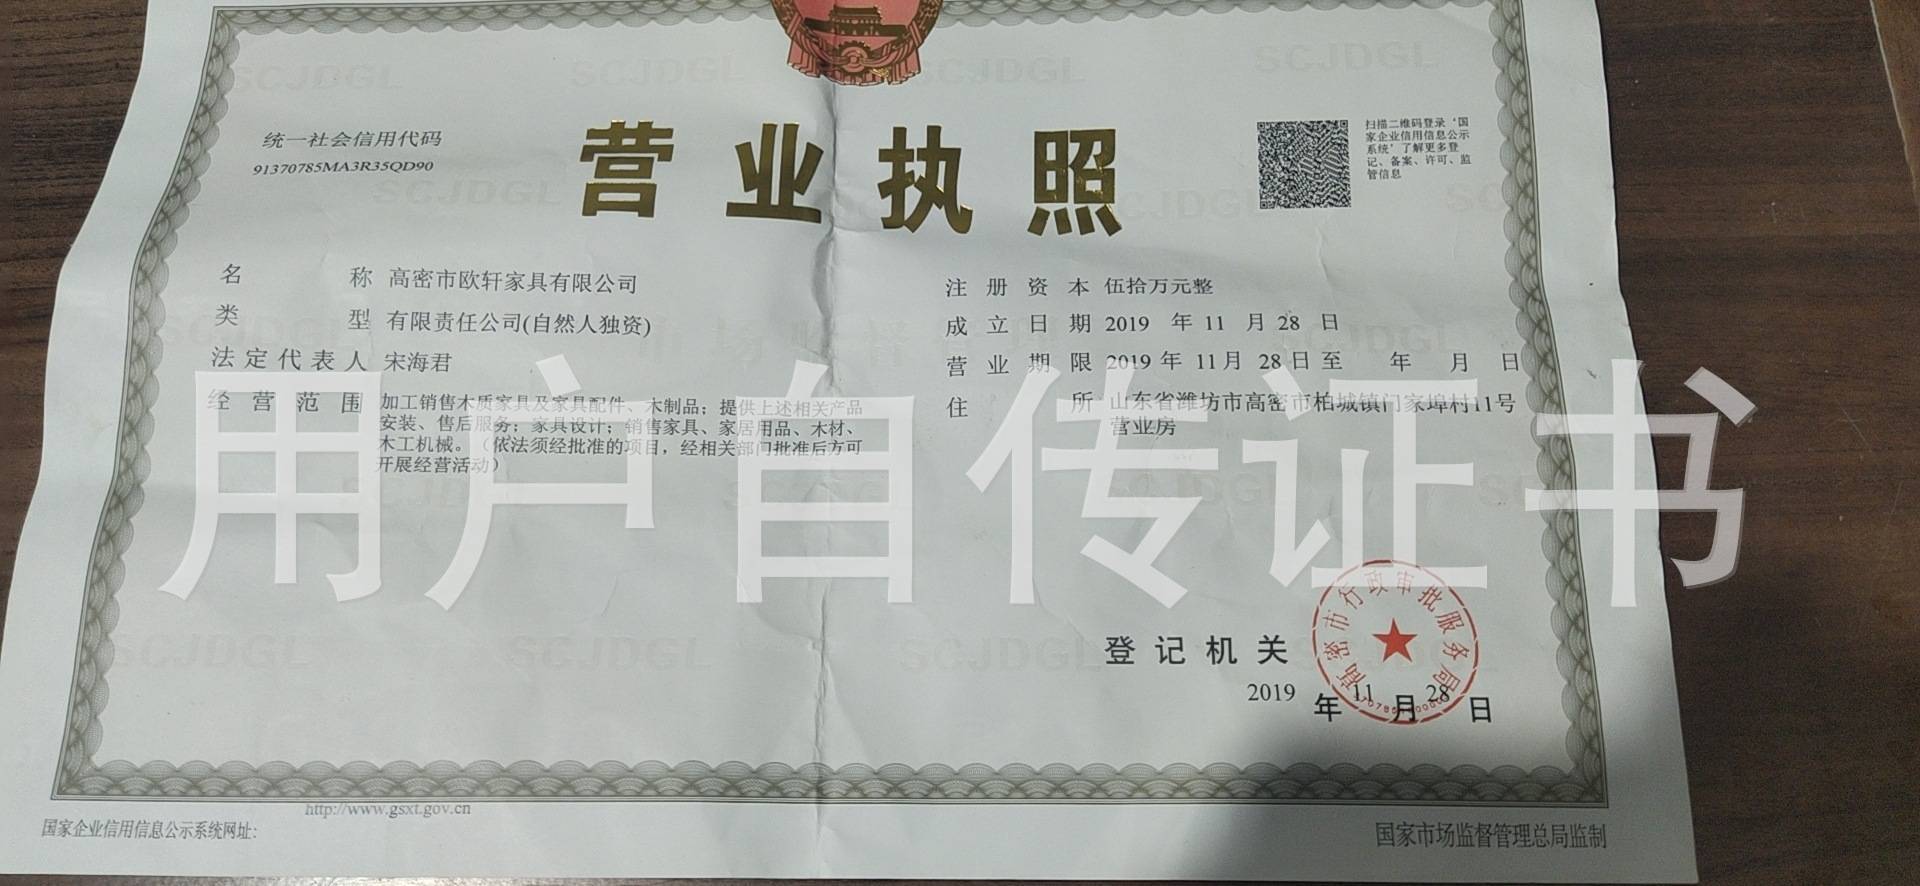 统一社会信用代码
91370785MA3R35QD90
营业执照
扫描二维码登录‘国
家企业信用信息公示
系统’了解更多登
记、备案、许可、监
管信息
名称 高密市欧轩家具有限公司
类型 有限责任公司(自然人独资)
法定代表人 宋海君
经营范围 加工销售木质家具及家具配件、木制品；提供上述相关产品
安装、售后服务；家具设计；销售家具、家居用品、木材、
木工机械。（依法须经批准的项目，经相关部门批准后方可
开展经营活动）
注册资本 伍拾万元整
成立日期 2019 年 11 月 28 日
营业期限 2019 年 11 月 28 日 至 年 月 日
住所 山东省潍坊市高密市柏城镇门家埠村11号
营业房
用户自传证书
登记机关
高密市行政审批服务局
2019 年 11 月 28 日
http://www.gsxt.gov.cn
国家企业信用信息公示系统网址：
国家市场监督管理总局监制